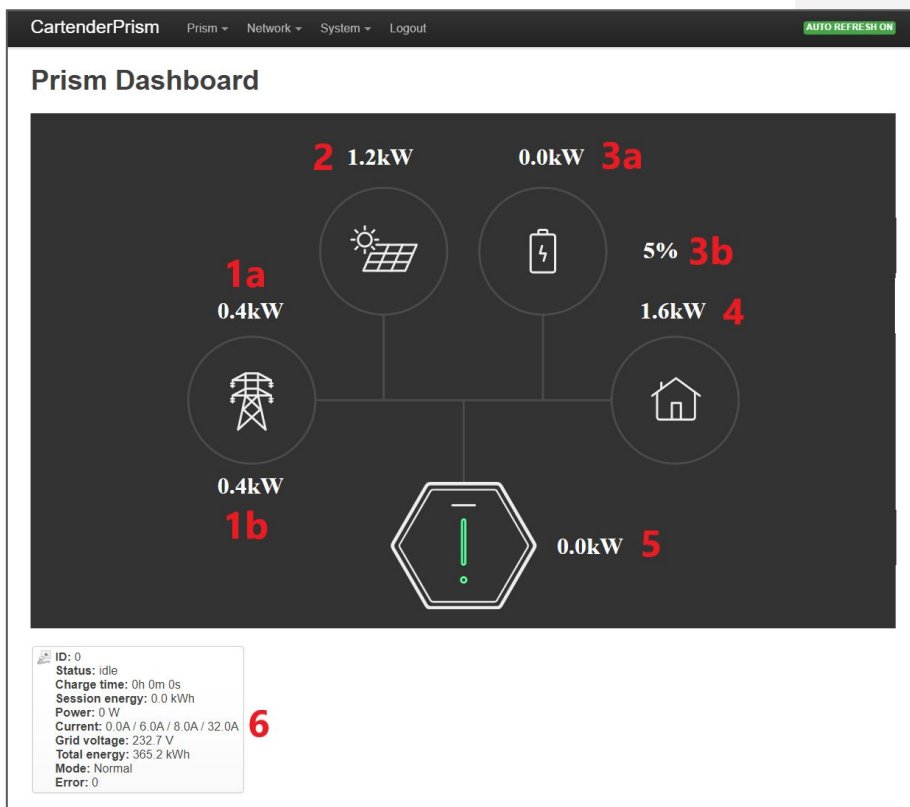 CartenderPrism Prism Network System Logout AUTO REFRESH ON
Prism Dashboard
2 1.2kW 0.0kW 3a
5% 3b
1a
0.4kW 1.6kW 4
0.4kW
1b
0.0kW 5
ID: 0
Status: idle
Charge time: 0h 0m 0s
Session energy: 0.0 kWh
Power: 0 W
Current: 0.0A / 6.0A / 8.0A / 32.0A 6
Grid voltage: 232.7 V
Total energy: 365.2 kWh
Mode: Normal
Error: 0